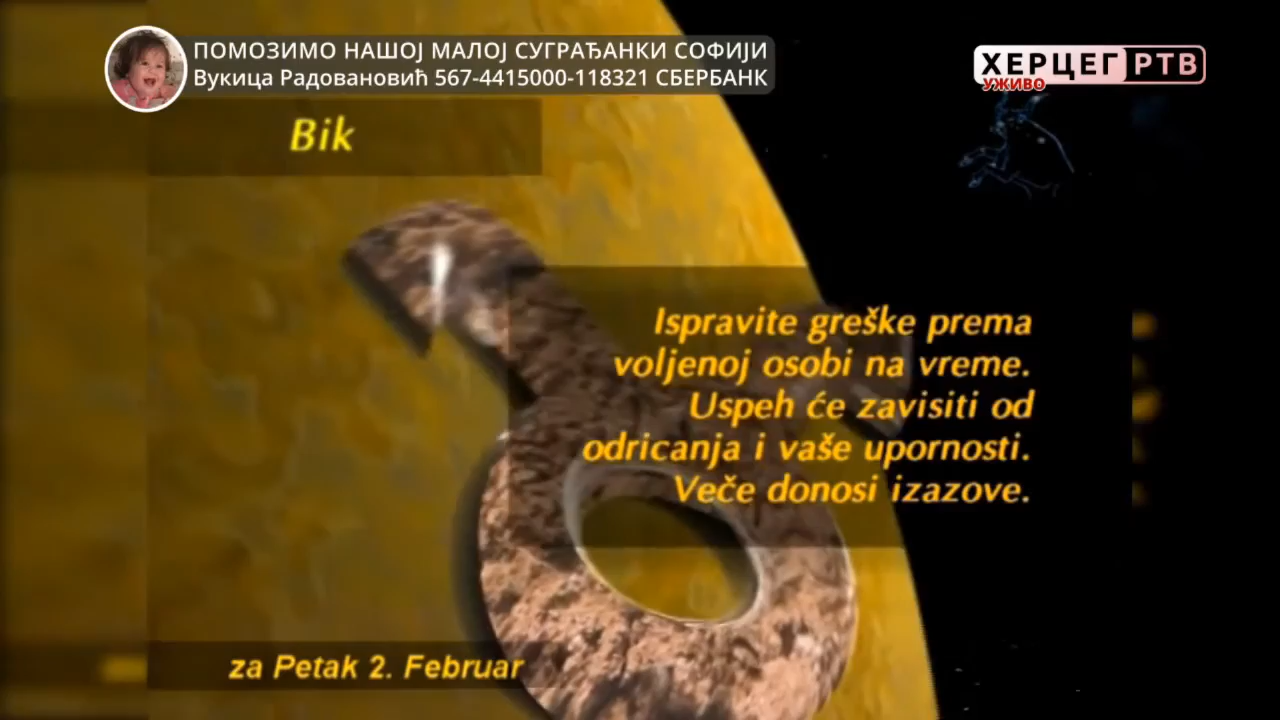 ПОМОЗИМО НАШОЈ МАЛОЈ СУГРАЂАНКИ СОФИЈИ
Вукица Радовановић 567-4415000-118321 СБЕРБАНК
ХЕРЦЕГ РТВ
УЖИВО
Bik
Ispravite greške prema
voljenoj osobi na vreme.
Uspeh će zavisiti od
odricanja i vaše upornosti.
Veče donosi izazove.
za Petak 2. Februar